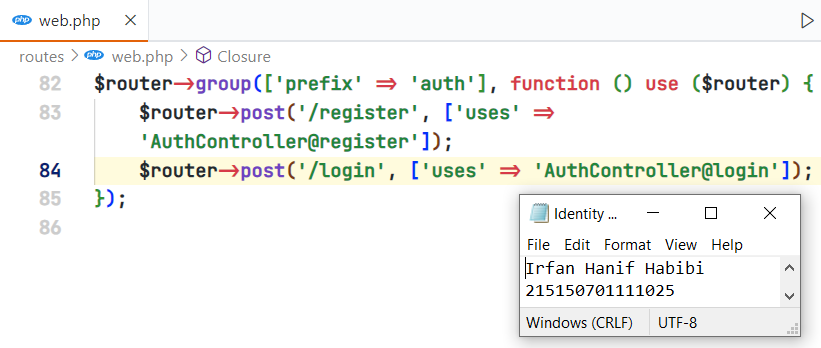 php web.php ×
routes > php web.php > Closure
82 $router->group(['prefix' => 'auth'], function () use ($router) {
83 $router->post('/register', ['uses' =>
'AuthController@register']);
84 $router->post('/login', ['uses' => 'AuthController@login']);
85 });
86
Identity ...
File Edit Format View Help
Irfan Hanif Habibi
215150701111025
Windows (CRLF) UTF-8